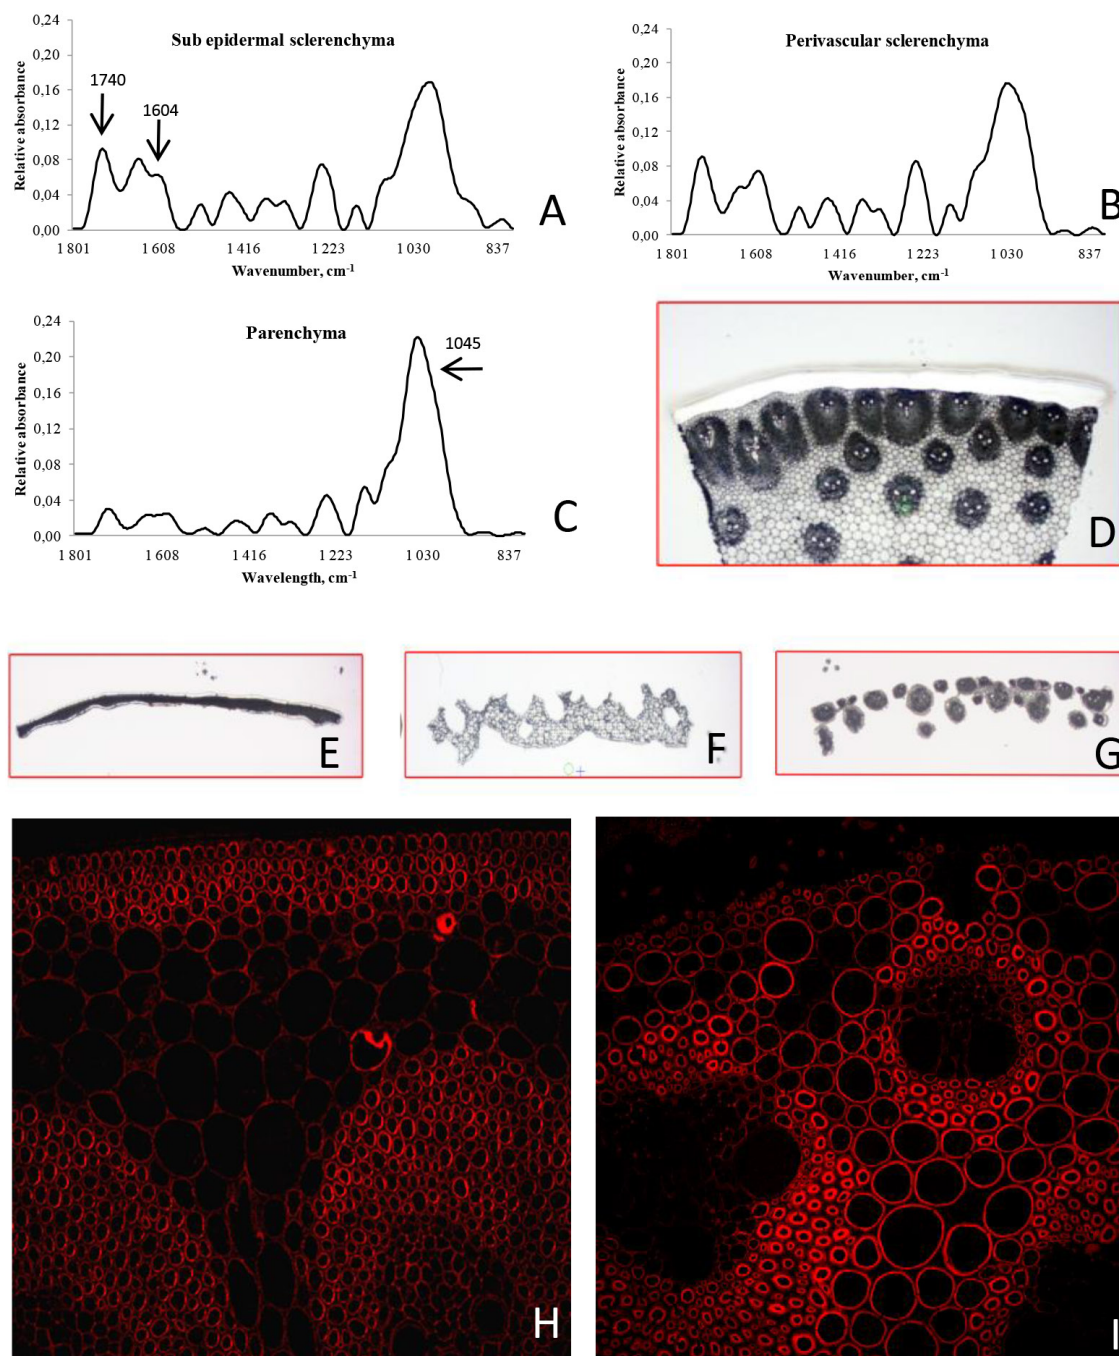 0,24
0,20
0,16
0,12
0,08
0,04
0,00
Relative absorbance
Sub epidermal sclerenchyma
1740
1604
A
1 801 1 608 1 416 1 223 1 030 837
Wavenumber, cm-1
0,24
0,20
0,16
0,12
0,08
0,04
0,00
Relative absorbance
Perivascular sclerenchyma
B
1 801 1 608 1 416 1 223 1 030 837
Wavenumber, cm-1
0,24
0,20
0,16
0,12
0,08
0,04
0,00
Relative absorbance
Parenchyma
1045
C
1 801 1 608 1 416 1 223 1 030 837
Wavelength, cm-1
D
E
F
G
H
I